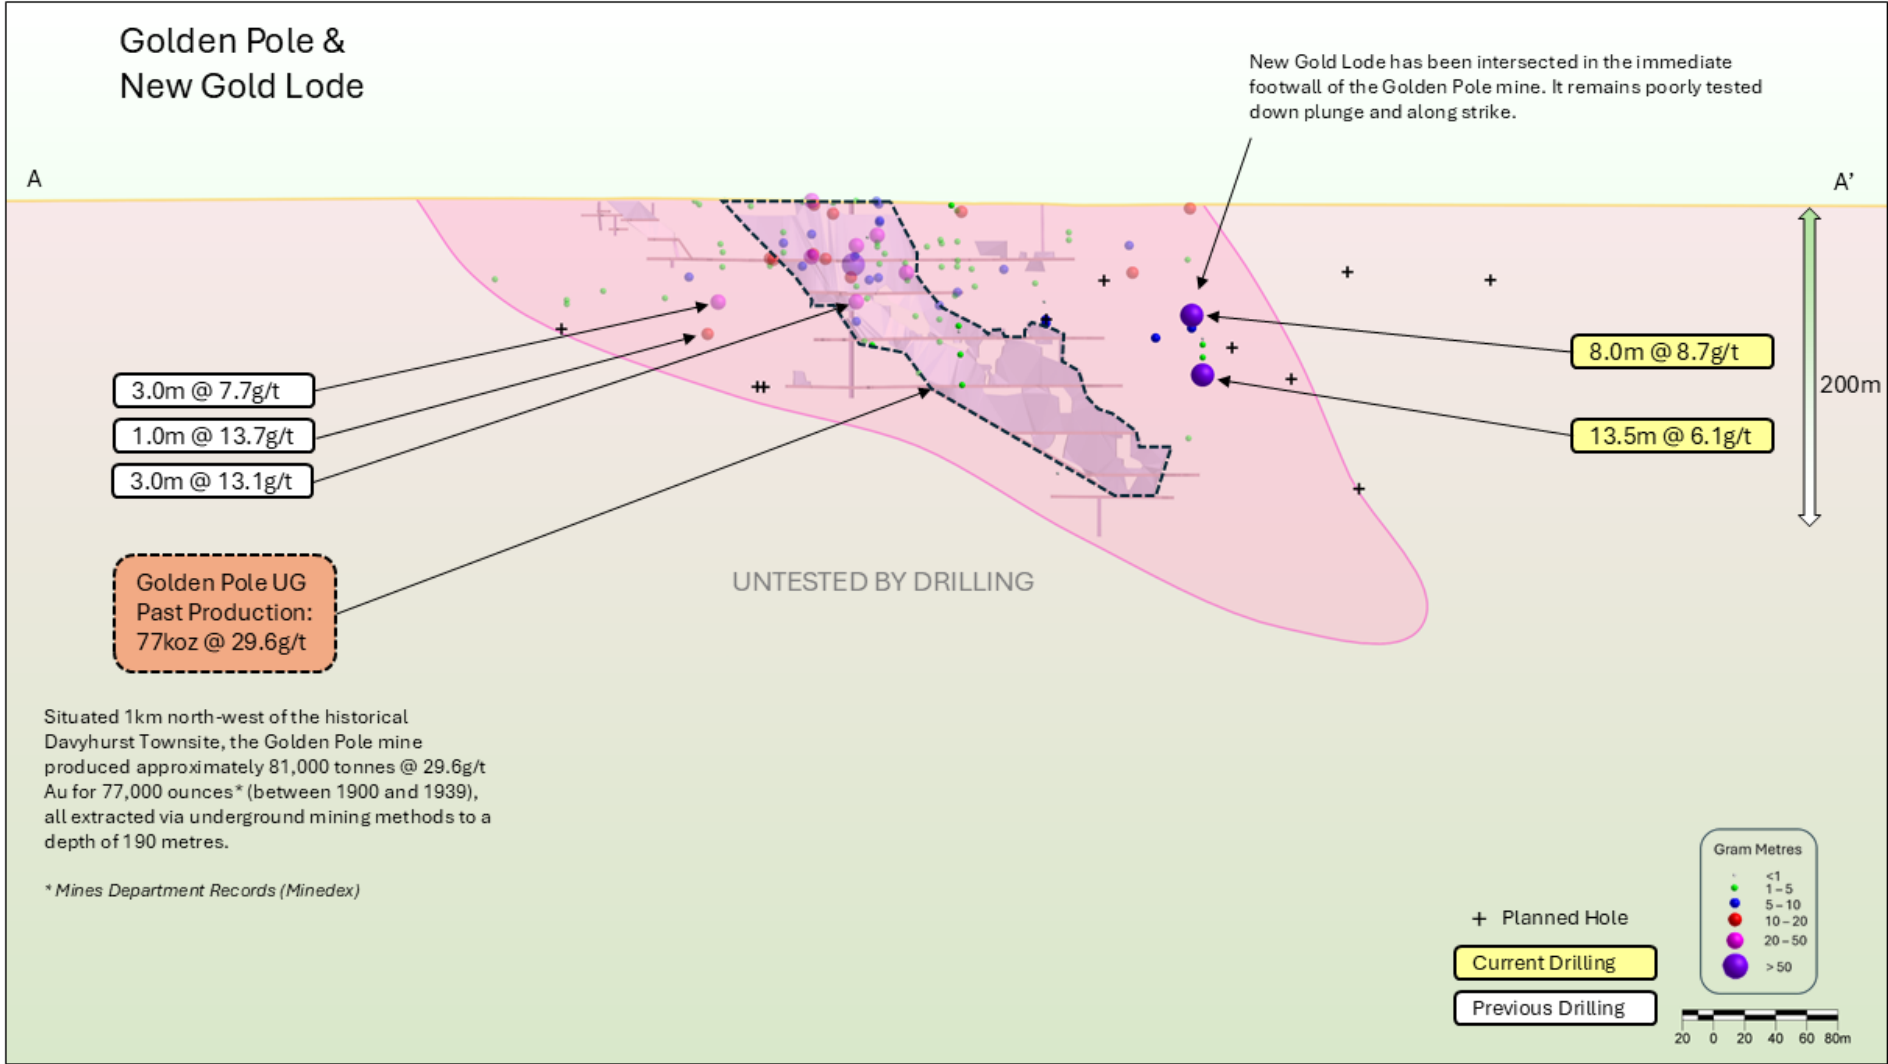 Golden Pole &
New Gold Lode
New Gold Lode has been intersected in the immediate
footwall of the Golden Pole mine. It remains poorly tested
down plunge and along strike.
A
A’
8.0m @ 8.7g/t
200m
3.0m @ 7.7g/t
1.0m @ 13.7g/t
13.5m @ 6.1g/t
3.0m @ 13.1g/t
Golden Pole UG
Past Production:
77koz @ 29.6g/t
UNTESTED BY DRILLING
Situated 1km north-west of the historical
Davyhurst Townsite, the Golden Pole mine
produced approximately 81,000 tonnes @ 29.6g/t
Au for 77,000 ounces* (between 1900 and 1939),
all extracted via underground mining methods to a
depth of 190 metres.
* Mines Department Records (Minedex)
Gram Metres
<1
1 – 5
5 – 10
10 – 20
20 – 50
> 50
+ Planned Hole
Current Drilling
Previous Drilling
20 0 20 40 60 80m